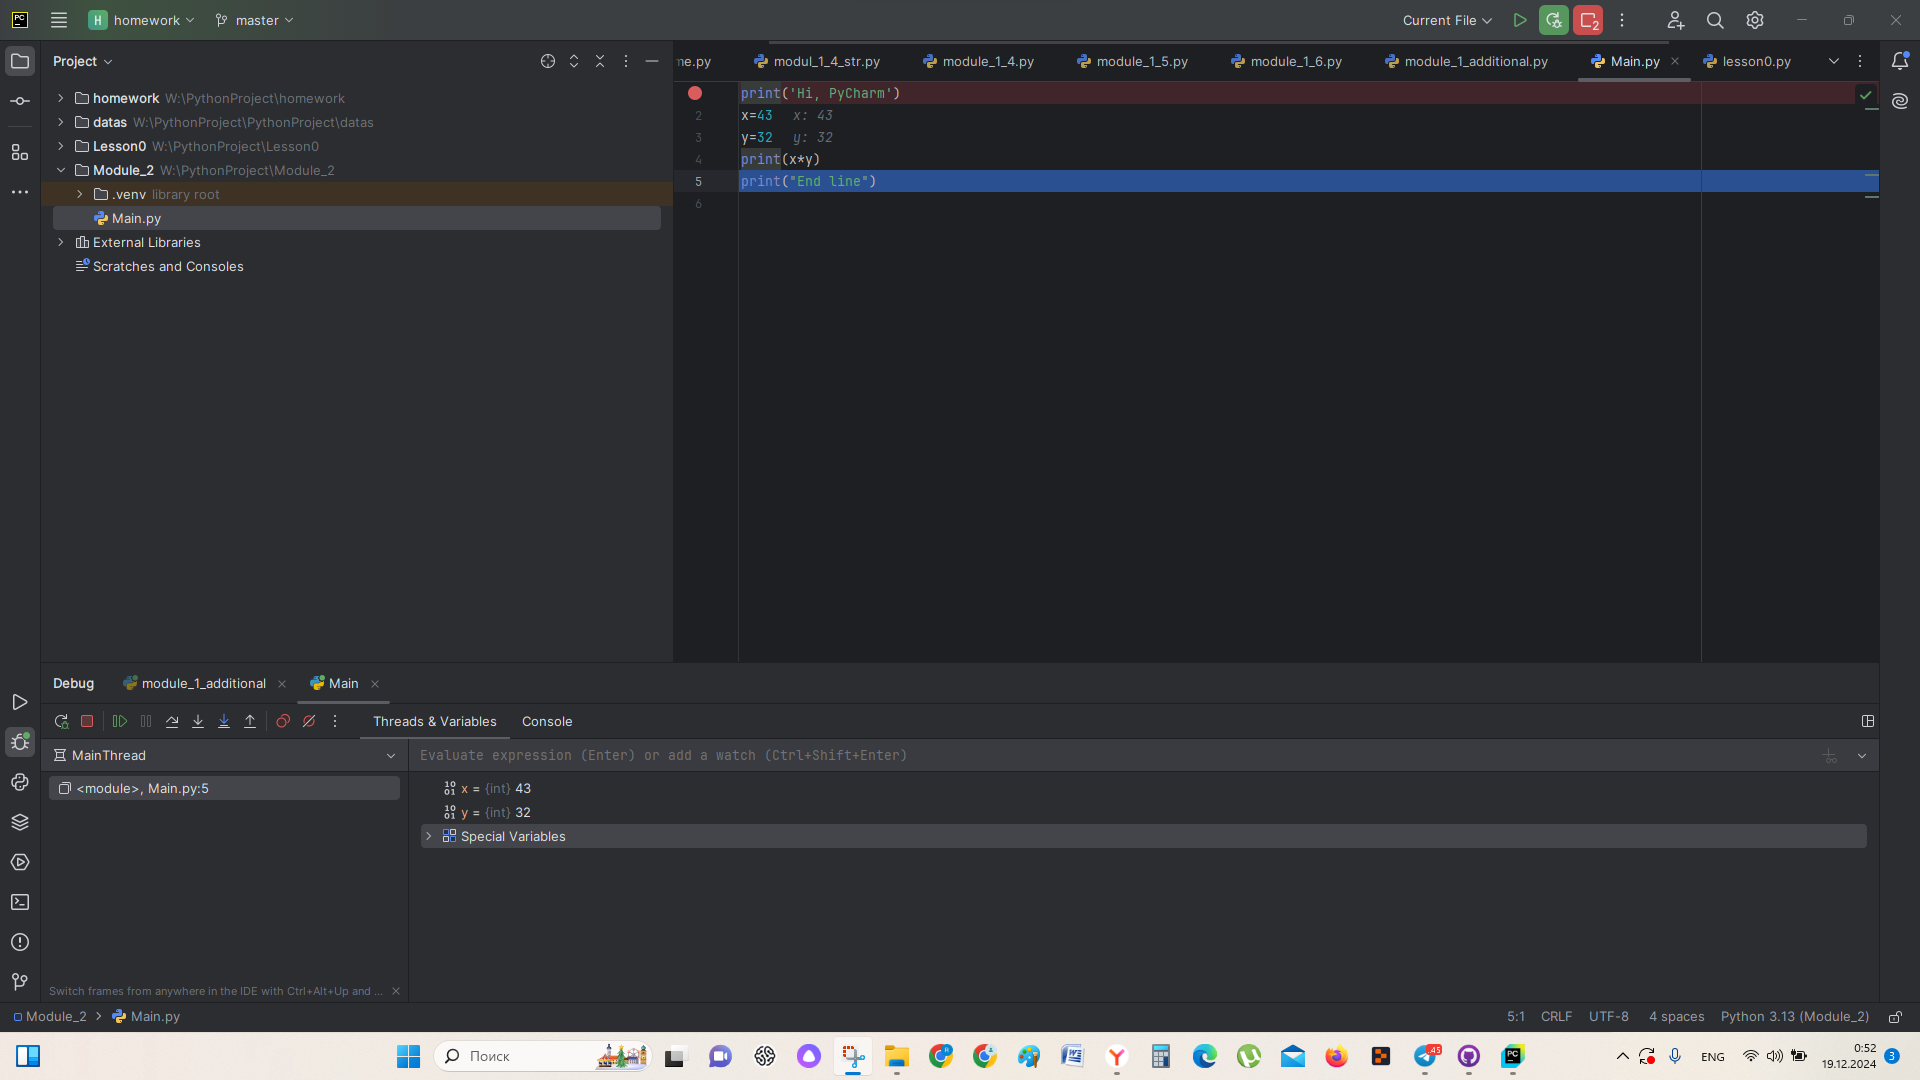 PC
H homework
master
Current File
2
Project
ne.py
modul_1_4_str.py
module_1_4.py
module_1_5.py
module_1_6.py
module_1_additional.py
Main.py
lesson0.py
homework W:\PythonProject\homework
datas W:\PythonProject\PythonProject\datas
Lesson0 W:\PythonProject\Lesson0
Module_2 W:\PythonProject\Module_2
.venv library root
Main.py
External Libraries
Scratches and Consoles
print('Hi, PyCharm')
2 x=43 x: 43
3 y=32 y: 32
4 print(x*y)
5 print("End line")
6
Debug
module_1_additional
Main
Threads & Variables
Console
MainThread
Evaluate expression (Enter) or add a watch (Ctrl+Shift+Enter)
<module>, Main.py:5
x = {int} 43
y = {int} 32
Special Variables
Switch frames from anywhere in the IDE with Ctrl+Alt+Up and ...
Module_2 > Main.py
5:1 CRLF UTF-8 4 spaces Python 3.13 (Module_2)
Поиск
45
PC
ENG
0:52
19.12.2024
3